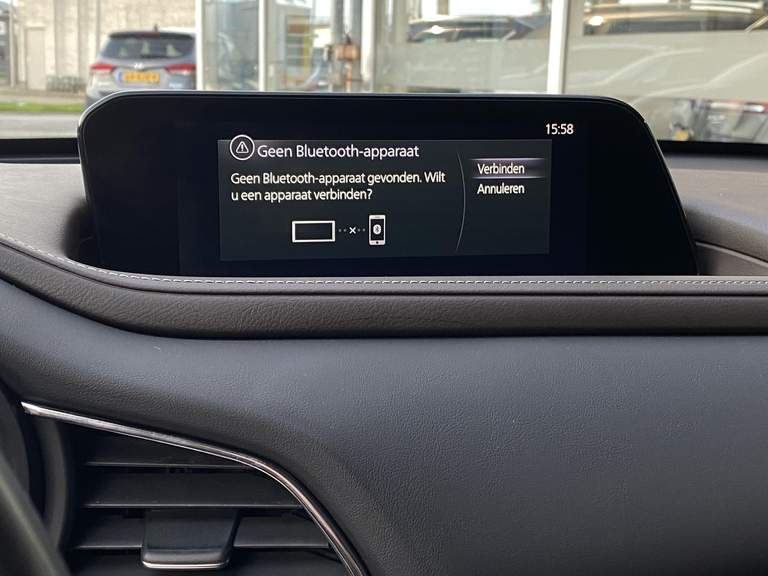 15:58
Geen Bluetooth-apparaat
Geen Bluetooth-apparaat gevonden. Wilt
u een apparaat verbinden?
Verbinden
Annuleren